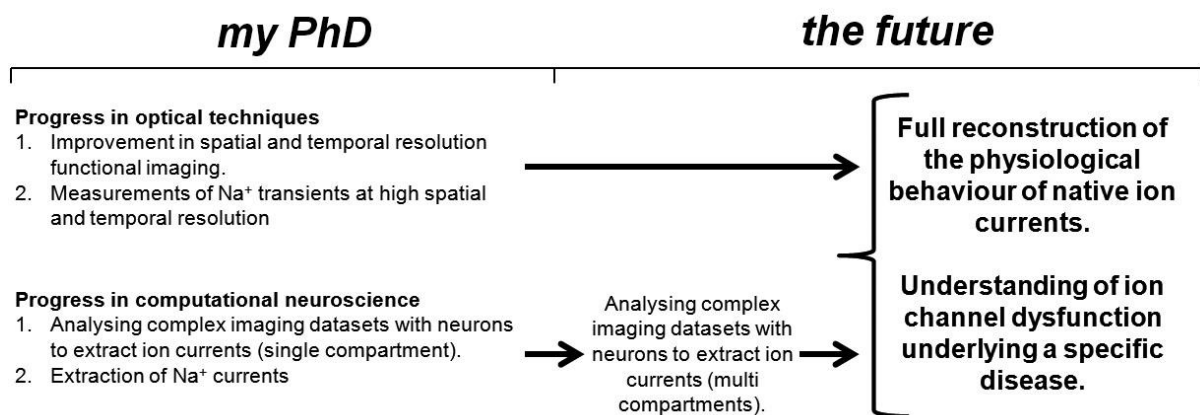 my PhD
the future
Progress in optical techniques
1. Improvement in spatial and temporal resolution
functional imaging.
2. Measurements of Na⁺ transients at high spatial
and temporal resolution
Full reconstruction of
the physiological
behaviour of native ion
currents.
Progress in computational neuroscience
1. Analysing complex imaging datasets with neurons
to extract ion currents (single compartment).
2. Extraction of Na⁺ currents
Analysing complex
imaging datasets with
neurons to extract ion
currents (multi
compartments).
Understanding of ion
channel dysfunction
underlying a specific
disease.